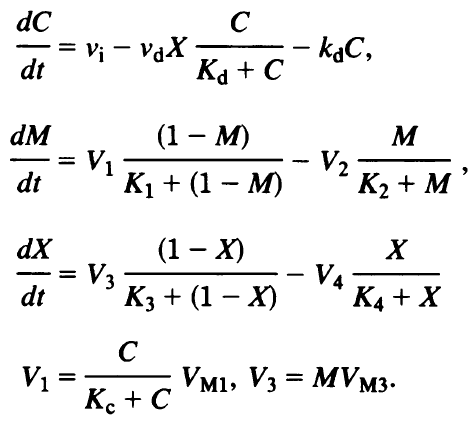 dC/dt = v_i − v_d X C/(K_d + C) − k_d C,
dM/dt = V_1 (1 − M)/(K_1 + (1 − M)) − V_2 M/(K_2 + M),
dX/dt = V_3 (1 − X)/(K_3 + (1 − X)) − V_4 X/(K_4 + X)
V_1 = C/(K_c + C) V_M1, V_3 = MV_M3.